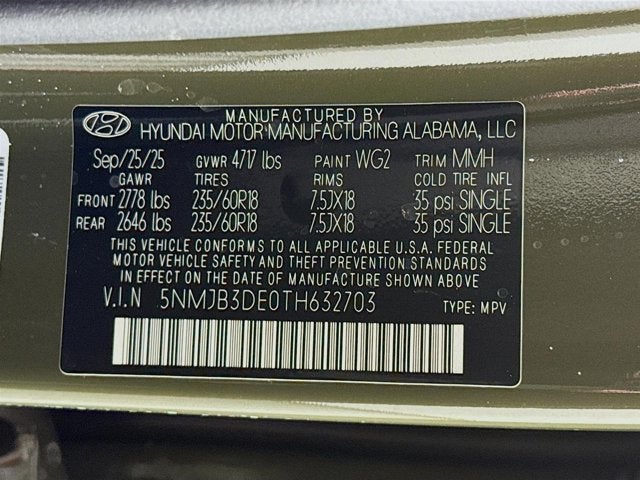 MANUFACTURED BY
HYUNDAI MOTOR MANUFACTURING ALABAMA, LLC
Sep/25/25 GVWR 4717 lbs PAINT WG2 TRIM MMH
GAWR TIRES RIMS COLD TIRE INFL
FRONT 2778 lbs 235/60R18 7.5JX18 35 psi SINGLE
REAR 2646 lbs 235/60R18 7.5JX18 35 psi SINGLE
THIS VEHICLE CONFORMS TO ALL APPLICABLE U.S.A. FEDERAL
MOTOR VEHICLE SAFETY AND THEFT PREVENTION STANDARDS
IN EFFECT ON THE DATE OF MANUFACTURE SHOWN ABOVE
V.I.N 5NMJB3DE0TH632703 TYPE: MPV